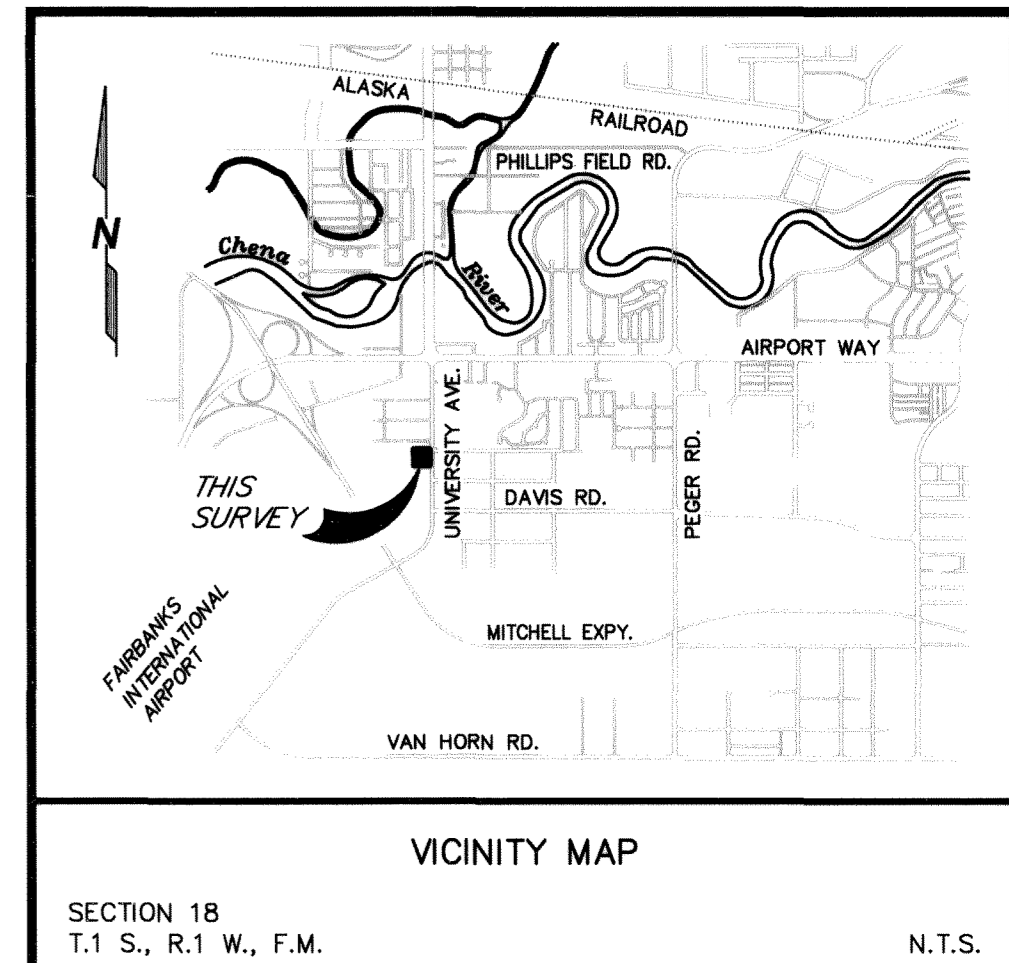 ALASKA
RAILROAD
PHILLIPS FIELD RD.
N
Chena
River
AIRPORT WAY
UNIVERSITY AVE.
PEGER RD.
THIS
SURVEY
DAVIS RD.
FAIRBANKS
INTERNATIONAL
AIRPORT
MITCHELL EXPY.
VAN HORN RD.
VICINITY MAP
SECTION 18
T.1 S., R.1 W., F.M.
N.T.S.